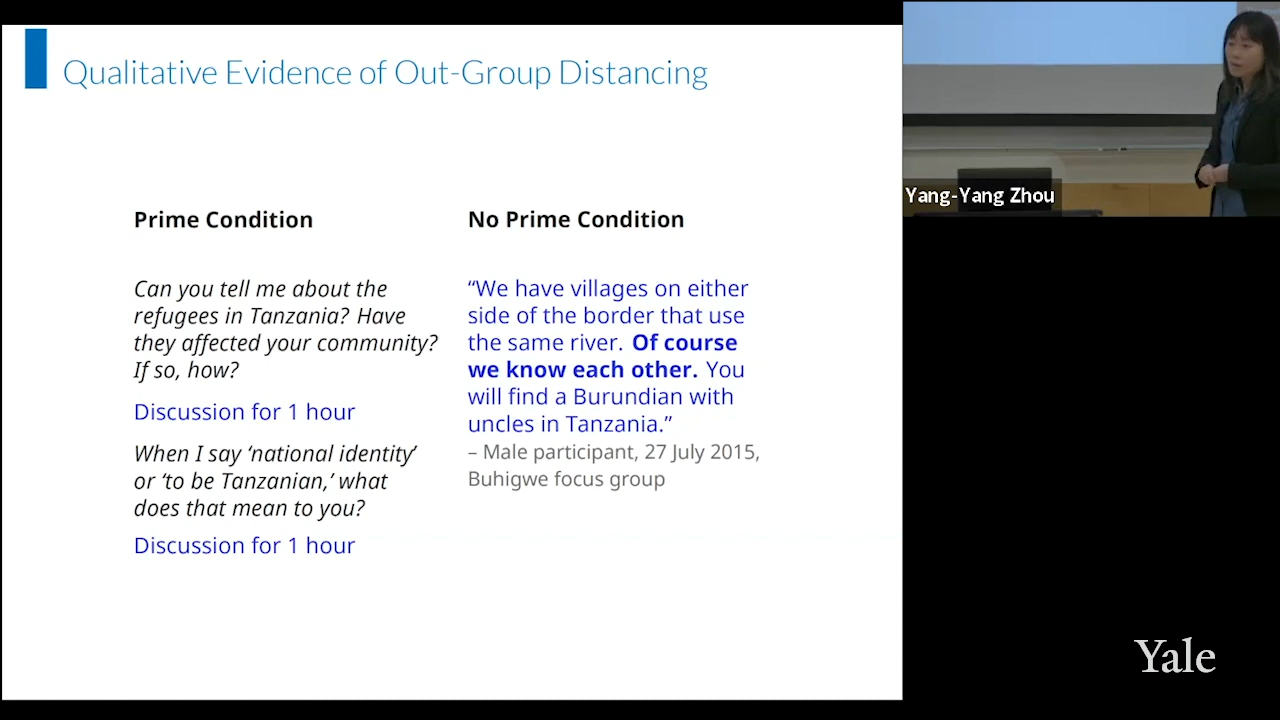 Qualitative Evidence of Out-Group Distancing
Prime Condition
Can you tell me about the
refugees in Tanzania? Have
they affected your community?
If so, how?
Discussion for 1 hour
When I say ‘national identity’
or ‘to be Tanzanian,’ what
does that mean to you?
Discussion for 1 hour
No Prime Condition
“We have villages on either
side of the border that use
the same river. Of course
we know each other. You
will find a Burundian with
uncles in Tanzania.”
– Male participant, 27 July 2015,
Buhigwe focus group
Yang-Yang Zhou
Yale